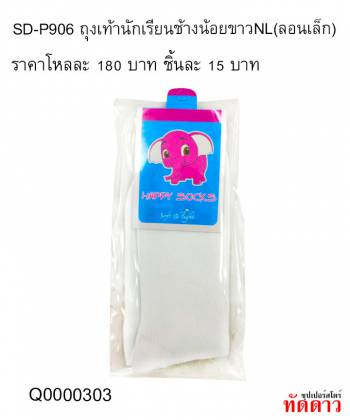 SD-P906 ถุงเท้านักเรียนช้างน้อยขาวNL(ลอนเล็ก)
ราคาโหลละ 180 บาท ชิ้นละ 15 บาท
HAPPY SOCKS
Q0000303
ซุปเปอร์สโตร์
ทัดดาว